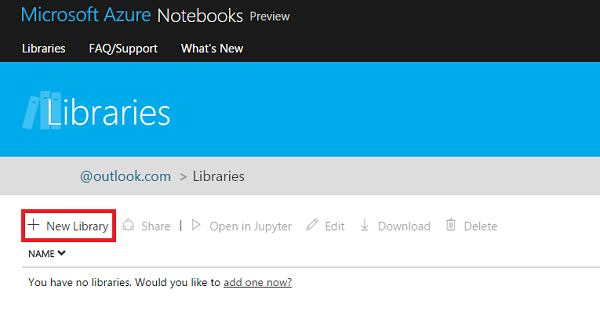 Microsoft Azure Notebooks Preview
Libraries FAQ/Support What's New
Libraries
@outlook.com > Libraries
New Library Share | Open in Jupyter Edit Download Delete
NAME
You have no libraries. Would you like to add one now?